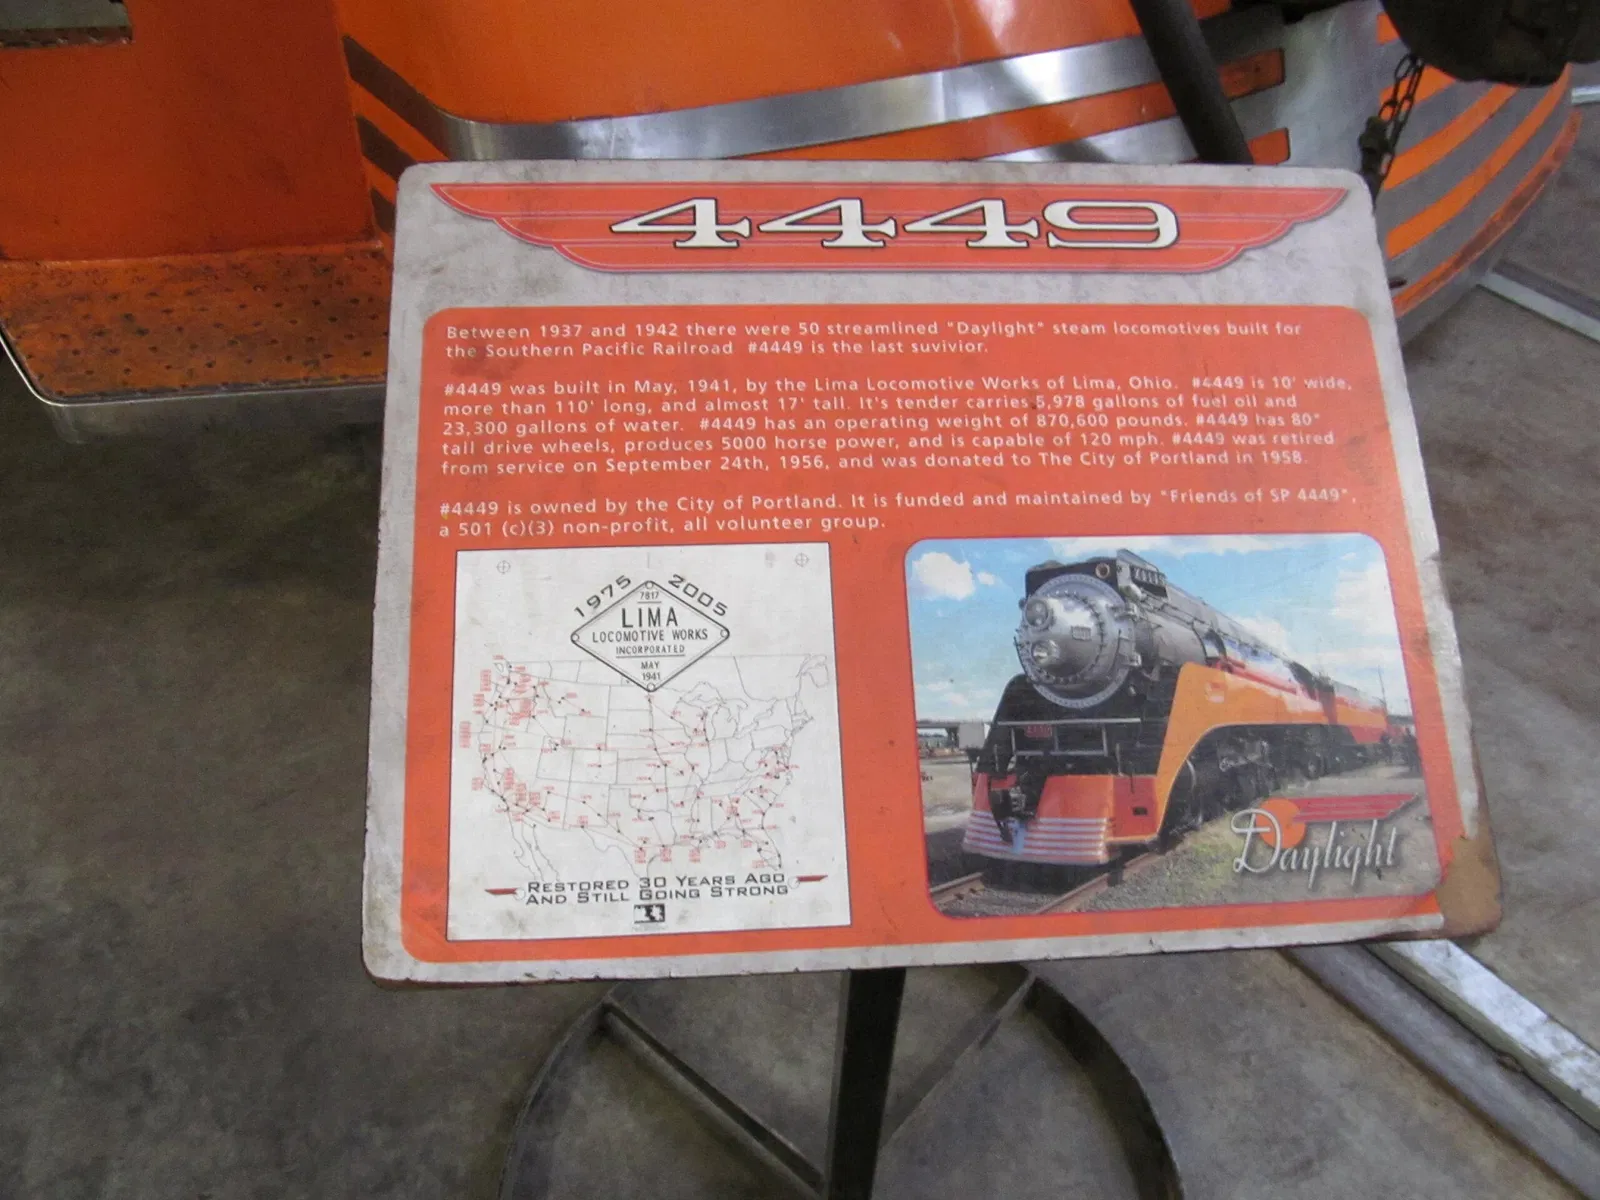 4449
Between 1937 and 1942 there were 50 streamlined "Daylight" steam locomotives built for
the Southern Pacific Railroad #4449 is the last suvivior.
#4449 was built in May, 1941, by the Lima Locomotive Works of Lima, Ohio. #4449 is 10' wide,
more than 110' long, and almost 17' tall. It's tender carries 5,978 gallons of fuel oil and
23,300 gallons of water. #4449 has an operating weight of 870,600 pounds. #4449 has 80"
tall drive wheels, produces 5000 horse power, and is capable of 120 mph. #4449 was retired
from service on September 24th, 1956, and was donated to The City of Portland in 1958.
#4449 is owned by the City of Portland. It is funded and maintained by "Friends of SP 4449",
a 501 (c)(3) non-profit, all volunteer group.
1975 2005
7817
LIMA
LOCOMOTIVE WORKS
INCORPORATED
MAY
1941
RESTORED 30 YEARS AGO
AND STILL GOING STRONG
Daylight